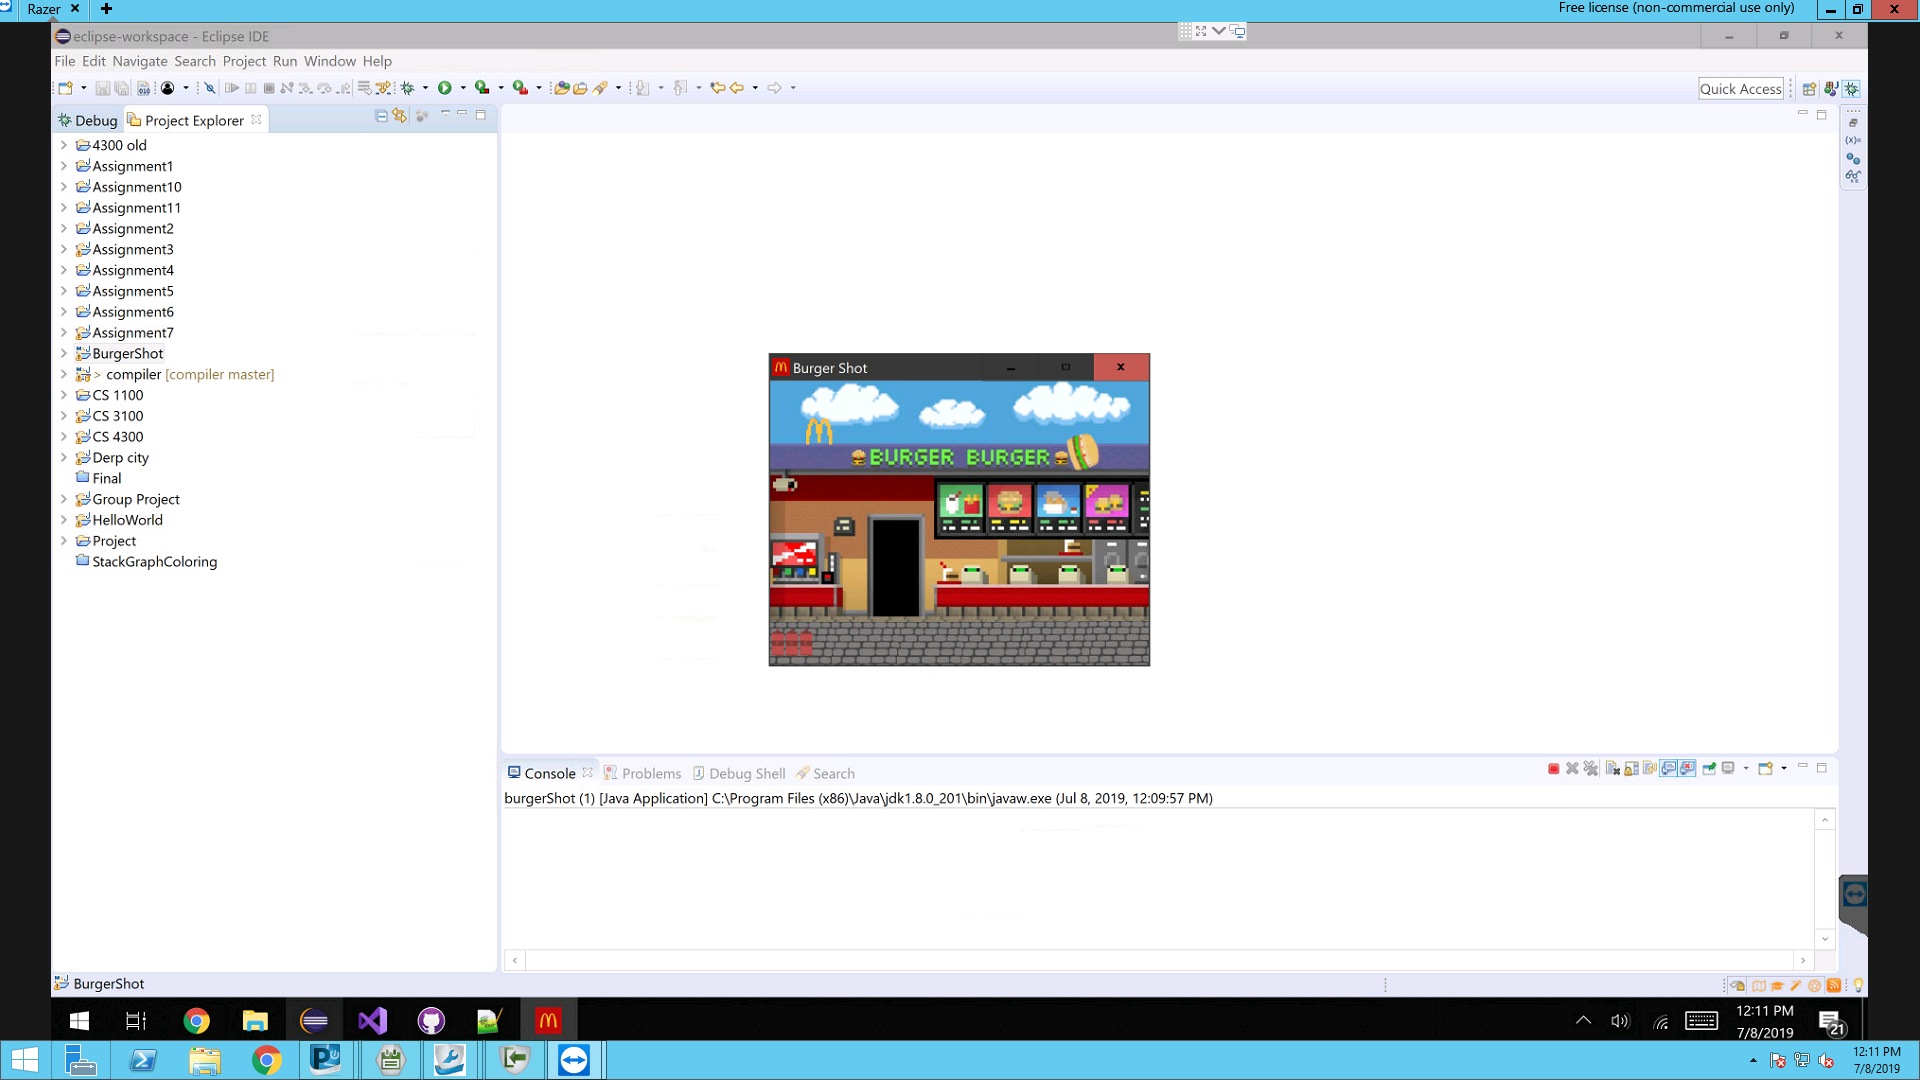 Razer
Free license (non-commercial use only)
eclipse-workspace - Eclipse IDE
File Edit Navigate Search Project Run Window Help
Quick Access
Debug Project Explorer
4300 old
Assignment1
Assignment10
Assignment11
Assignment2
Assignment3
Assignment4
Assignment5
Assignment6
Assignment7
BurgerShot
> compiler [compiler master]
CS 1100
CS 3100
CS 4300
Derp city
Final
Group Project
HelloWorld
Project
StackGraphColoring
Burger Shot
BURGER BURGER
Console Problems Debug Shell Search
burgerShot (1) [Java Application] C:\Program Files (x86)\Java\jdk1.8.0_201\bin\javaw.exe (Jul 8, 2019, 12:09:57 PM)
BurgerShot
12:11 PM
7/8/2019
21
12:11 PM
7/8/2019